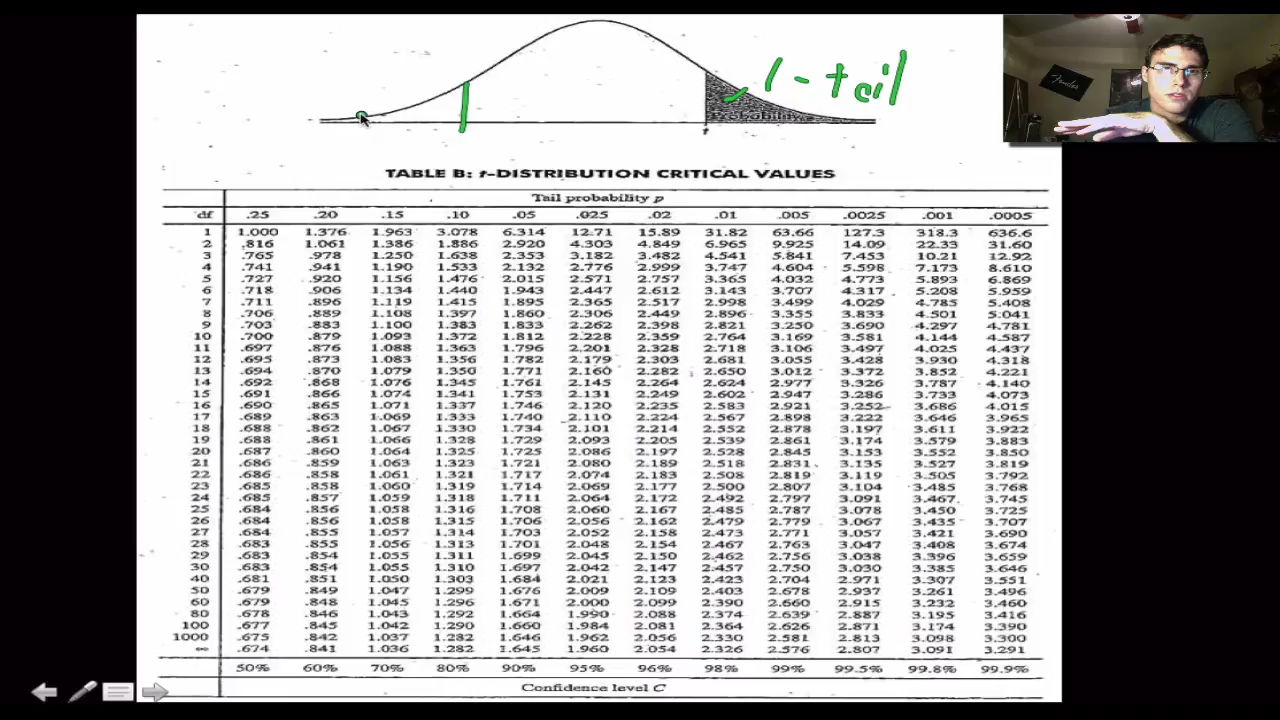 1-tail
Fender
Probability p
t
TABLE B: t-DISTRIBUTION CRITICAL VALUES
Tail probability p
df .25 .20 .15 .10 .05 .025 .02 .01 .005 .0025 .001 .0005
1 1.000 1.376 1.963 3.078 6.314 12.71 15.89 31.82 63.66 127.3 318.3 636.6
2 .816 1.061 1.386 1.886 2.920 4.303 4.849 6.965 9.925 14.09 22.33 31.60
3 .765 .978 1.250 1.638 2.353 3.182 3.482 4.541 5.841 7.453 10.21 12.92
4 .741 .941 1.190 1.533 2.132 2.776 2.999 3.747 4.604 5.598 7.173 8.610
5 .727 .920 1.156 1.476 2.015 2.571 2.757 3.365 4.032 4.773 5.893 6.869
6 .718 .906 1.134 1.440 1.943 2.447 2.612 3.143 3.707 4.317 5.208 5.959
7 .711 .896 1.119 1.415 1.895 2.365 2.517 2.998 3.499 4.029 4.785 5.408
8 .706 .889 1.108 1.397 1.860 2.306 2.449 2.896 3.355 3.833 4.501 5.041
9 .703 .883 1.100 1.383 1.833 2.262 2.398 2.821 3.250 3.690 4.297 4.781
10 .700 .879 1.093 1.372 1.812 2.228 2.359 2.764 3.169 3.581 4.144 4.587
11 .697 .876 1.088 1.363 1.796 2.201 2.328 2.718 3.106 3.497 4.025 4.437
12 .695 .873 1.083 1.356 1.782 2.179 2.303 2.681 3.055 3.428 3.930 4.318
13 .694 .870 1.079 1.350 1.771 2.160 2.282 2.650 3.012 3.372 3.852 4.221
14 .692 .868 1.076 1.345 1.761 2.145 2.264 2.624 2.977 3.326 3.787 4.140
15 .691 .866 1.074 1.341 1.753 2.131 2.249 2.602 2.947 3.286 3.733 4.073
16 .690 .865 1.071 1.337 1.746 2.120 2.235 2.583 2.921 3.252 3.686 4.015
17 .689 .863 1.069 1.333 1.740 2.110 2.224 2.567 2.898 3.222 3.646 3.965
18 .688 .862 1.067 1.330 1.734 2.101 2.214 2.552 2.878 3.197 3.611 3.922
19 .688 .861 1.066 1.328 1.729 2.093 2.205 2.539 2.861 3.174 3.579 3.883
20 .687 .860 1.064 1.325 1.725 2.086 2.197 2.528 2.845 3.153 3.552 3.850
21 .686 .859 1.063 1.323 1.721 2.080 2.189 2.518 2.831 3.135 3.527 3.819
22 .686 .858 1.061 1.321 1.717 2.074 2.183 2.508 2.819 3.119 3.505 3.792
23 .685 .858 1.060 1.319 1.714 2.069 2.177 2.500 2.807 3.104 3.485 3.768
24 .685 .857 1.059 1.318 1.711 2.064 2.172 2.492 2.797 3.091 3.467 3.745
25 .684 .856 1.058 1.316 1.708 2.060 2.167 2.485 2.787 3.078 3.450 3.725
26 .684 .856 1.058 1.315 1.706 2.056 2.162 2.479 2.779 3.067 3.435 3.707
27 .684 .855 1.057 1.314 1.703 2.052 2.158 2.473 2.771 3.057 3.421 3.690
28 .683 .855 1.056 1.313 1.701 2.048 2.154 2.467 2.763 3.047 3.408 3.674
29 .683 .854 1.055 1.311 1.699 2.045 2.150 2.462 2.756 3.038 3.396 3.659
30 .683 .854 1.055 1.310 1.697 2.042 2.147 2.457 2.750 3.030 3.385 3.646
40 .681 .851 1.050 1.303 1.684 2.021 2.123 2.423 2.704 2.971 3.307 3.551
50 .679 .849 1.047 1.299 1.676 2.009 2.109 2.403 2.678 2.937 3.261 3.496
60 .679 .848 1.045 1.296 1.671 2.000 2.099 2.390 2.660 2.915 3.232 3.460
80 .678 .846 1.043 1.292 1.664 1.990 2.088 2.374 2.639 2.887 3.195 3.416
100 .677 .845 1.042 1.290 1.660 1.984 2.081 2.364 2.626 2.871 3.174 3.390
1000 .675 .842 1.037 1.282 1.646 1.962 2.056 2.330 2.581 2.813 3.098 3.300
∞ .674 .841 1.036 1.282 1.645 1.960 2.054 2.326 2.576 2.807 3.091 3.291
50% 60% 70% 80% 90% 95% 96% 98% 99% 99.5% 99.8% 99.9%
Confidence level C